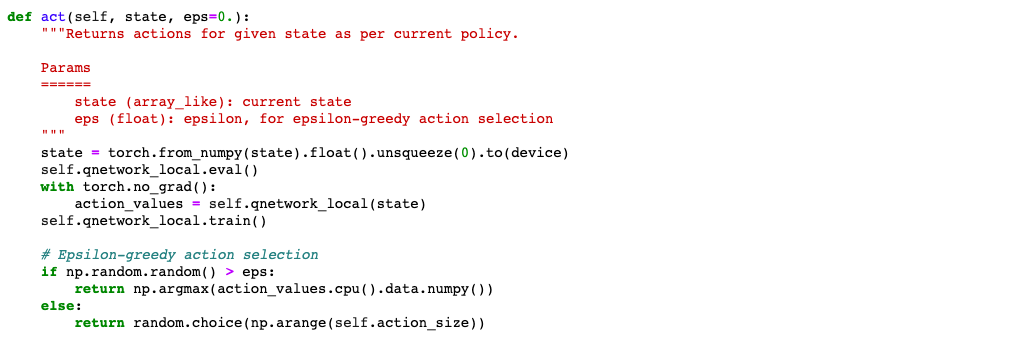 def act(self, state, eps=0.):
    """Returns actions for given state as per current policy.

    Params
    ======
        state (array_like): current state
        eps (float): epsilon, for epsilon-greedy action selection
    """
    state = torch.from_numpy(state).float().unsqueeze(0).to(device)
    self.qnetwork_local.eval()
    with torch.no_grad():
        action_values = self.qnetwork_local(state)
    self.qnetwork_local.train()

    # Epsilon-greedy action selection
    if np.random.random() > eps:
        return np.argmax(action_values.cpu().data.numpy())
    else:
        return random.choice(np.arange(self.action_size))